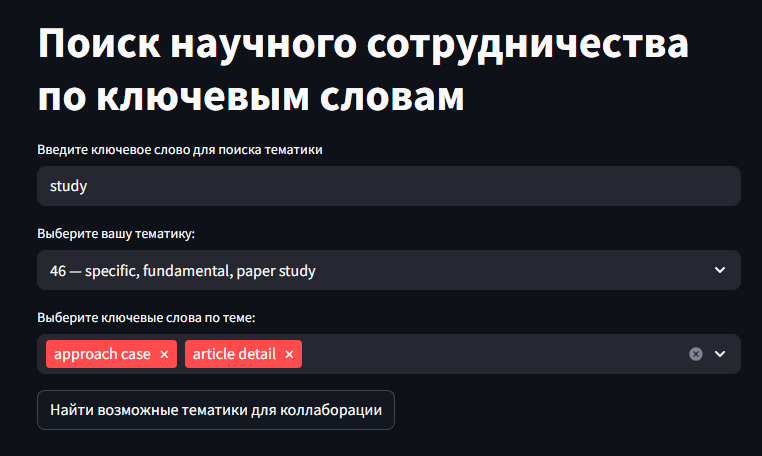 Поиск научного сотрудничества
по ключевым словам
Введите ключевое слово для поиска тематики
study
Выберите вашу тематику:
46 — specific, fundamental, paper study
Выберите ключевые слова по теме:
approach case × article detail ×
Найти возможные тематики для коллаборации